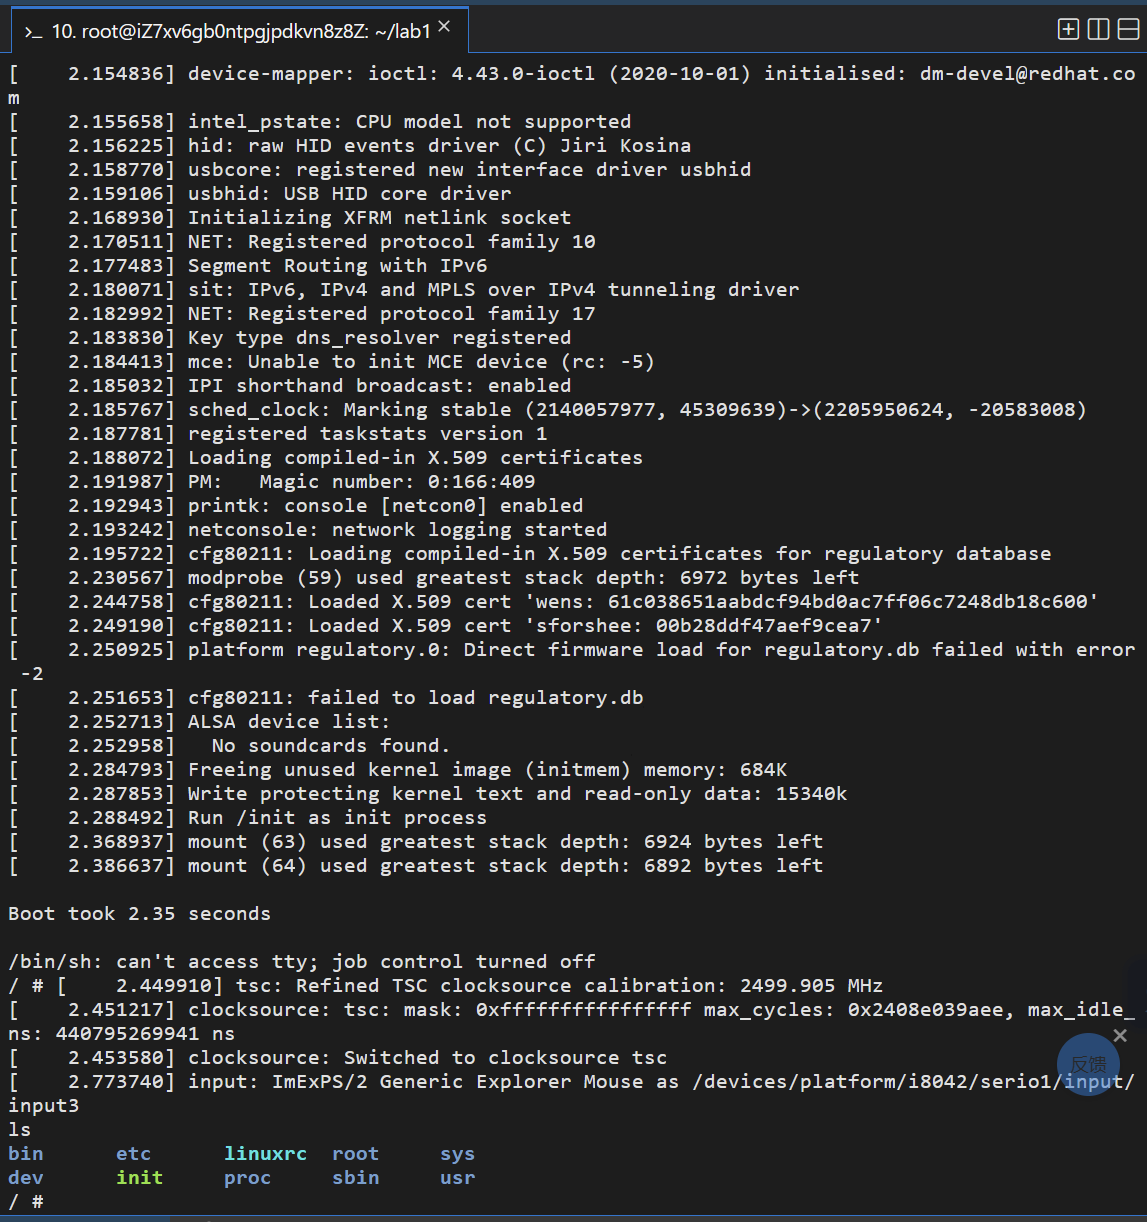 >_ 10. root@iZ7xv6gb0ntpgjpdkvn8z8Z: ~/lab1 ×
[    2.154836] device-mapper: ioctl: 4.43.0-ioctl (2020-10-01) initialised: dm-devel@redhat.co
m
[    2.155658] intel_pstate: CPU model not supported
[    2.156225] hid: raw HID events driver (C) Jiri Kosina
[    2.158770] usbcore: registered new interface driver usbhid
[    2.159106] usbhid: USB HID core driver
[    2.168930] Initializing XFRM netlink socket
[    2.170511] NET: Registered protocol family 10
[    2.177483] Segment Routing with IPv6
[    2.180071] sit: IPv6, IPv4 and MPLS over IPv4 tunneling driver
[    2.182992] NET: Registered protocol family 17
[    2.183830] Key type dns_resolver registered
[    2.184413] mce: Unable to init MCE device (rc: -5)
[    2.185032] IPI shorthand broadcast: enabled
[    2.185767] sched_clock: Marking stable (2140057977, 45309639)->(2205950624, -20583008)
[    2.187781] registered taskstats version 1
[    2.188072] Loading compiled-in X.509 certificates
[    2.191987] PM:   Magic number: 0:166:409
[    2.192943] printk: console [netcon0] enabled
[    2.193242] netconsole: network logging started
[    2.195722] cfg80211: Loading compiled-in X.509 certificates for regulatory database
[    2.230567] modprobe (59) used greatest stack depth: 6972 bytes left
[    2.244758] cfg80211: Loaded X.509 cert 'wens: 61c038651aabdcf94bd0ac7ff06c7248db18c600'
[    2.249190] cfg80211: Loaded X.509 cert 'sforshee: 00b28ddf47aef9cea7'
[    2.250925] platform regulatory.0: Direct firmware load for regulatory.db failed with error
 -2
[    2.251653] cfg80211: failed to load regulatory.db
[    2.252713] ALSA device list:
[    2.252958]   No soundcards found.
[    2.284793] Freeing unused kernel image (initmem) memory: 684K
[    2.287853] Write protecting kernel text and read-only data: 15340k
[    2.288492] Run /init as init process
[    2.368937] mount (63) used greatest stack depth: 6924 bytes left
[    2.386637] mount (64) used greatest stack depth: 6892 bytes left
Boot took 2.35 seconds
/bin/sh: can't access tty; job control turned off
/ # [    2.449910] tsc: Refined TSC clocksource calibration: 2499.905 MHz
[    2.451217] clocksource: tsc: mask: 0xffffffffffffffff max_cycles: 0x2408e039aee, max_idle_
ns: 440795269941 ns
[    2.453580] clocksource: Switched to clocksource tsc
反馈
[    2.773740] input: ImExPS/2 Generic Explorer Mouse as /devices/platform/i8042/serio1/input/
input3
ls
bin      etc      linuxrc  root     sys
dev      init     proc     sbin     usr
/ #